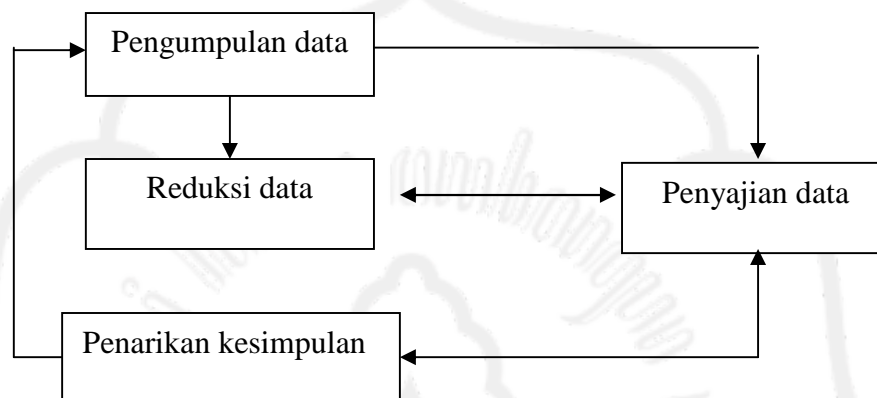 Pengumpulan data
Reduksi data
Penyajian data
Penarikan kesimpulan